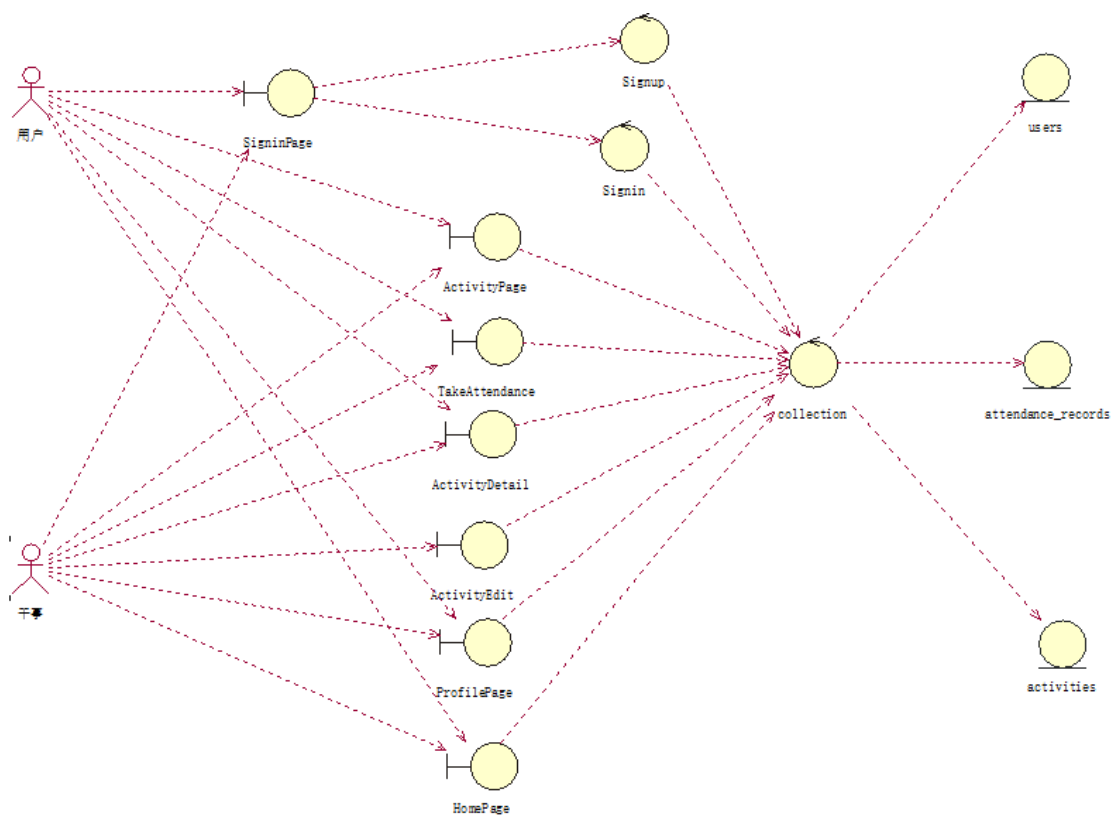 Signup
用户
SigninPage
users
Signin
ActivityPage
TakeAttendance
collection
attendance_records
ActivityDetail
ActivityEdit
干事
ProfilePage
activities
HomePage